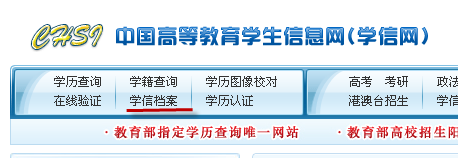 CHSI 中国高等教育学生信息网(学信网)
学历查询 学籍查询 学历图像校对 高考 考研 政法
在线验证 学信档案 学历认证 港澳台招生 学信
·教育部指定学历查询唯一网站 ·教育部高校招生阳